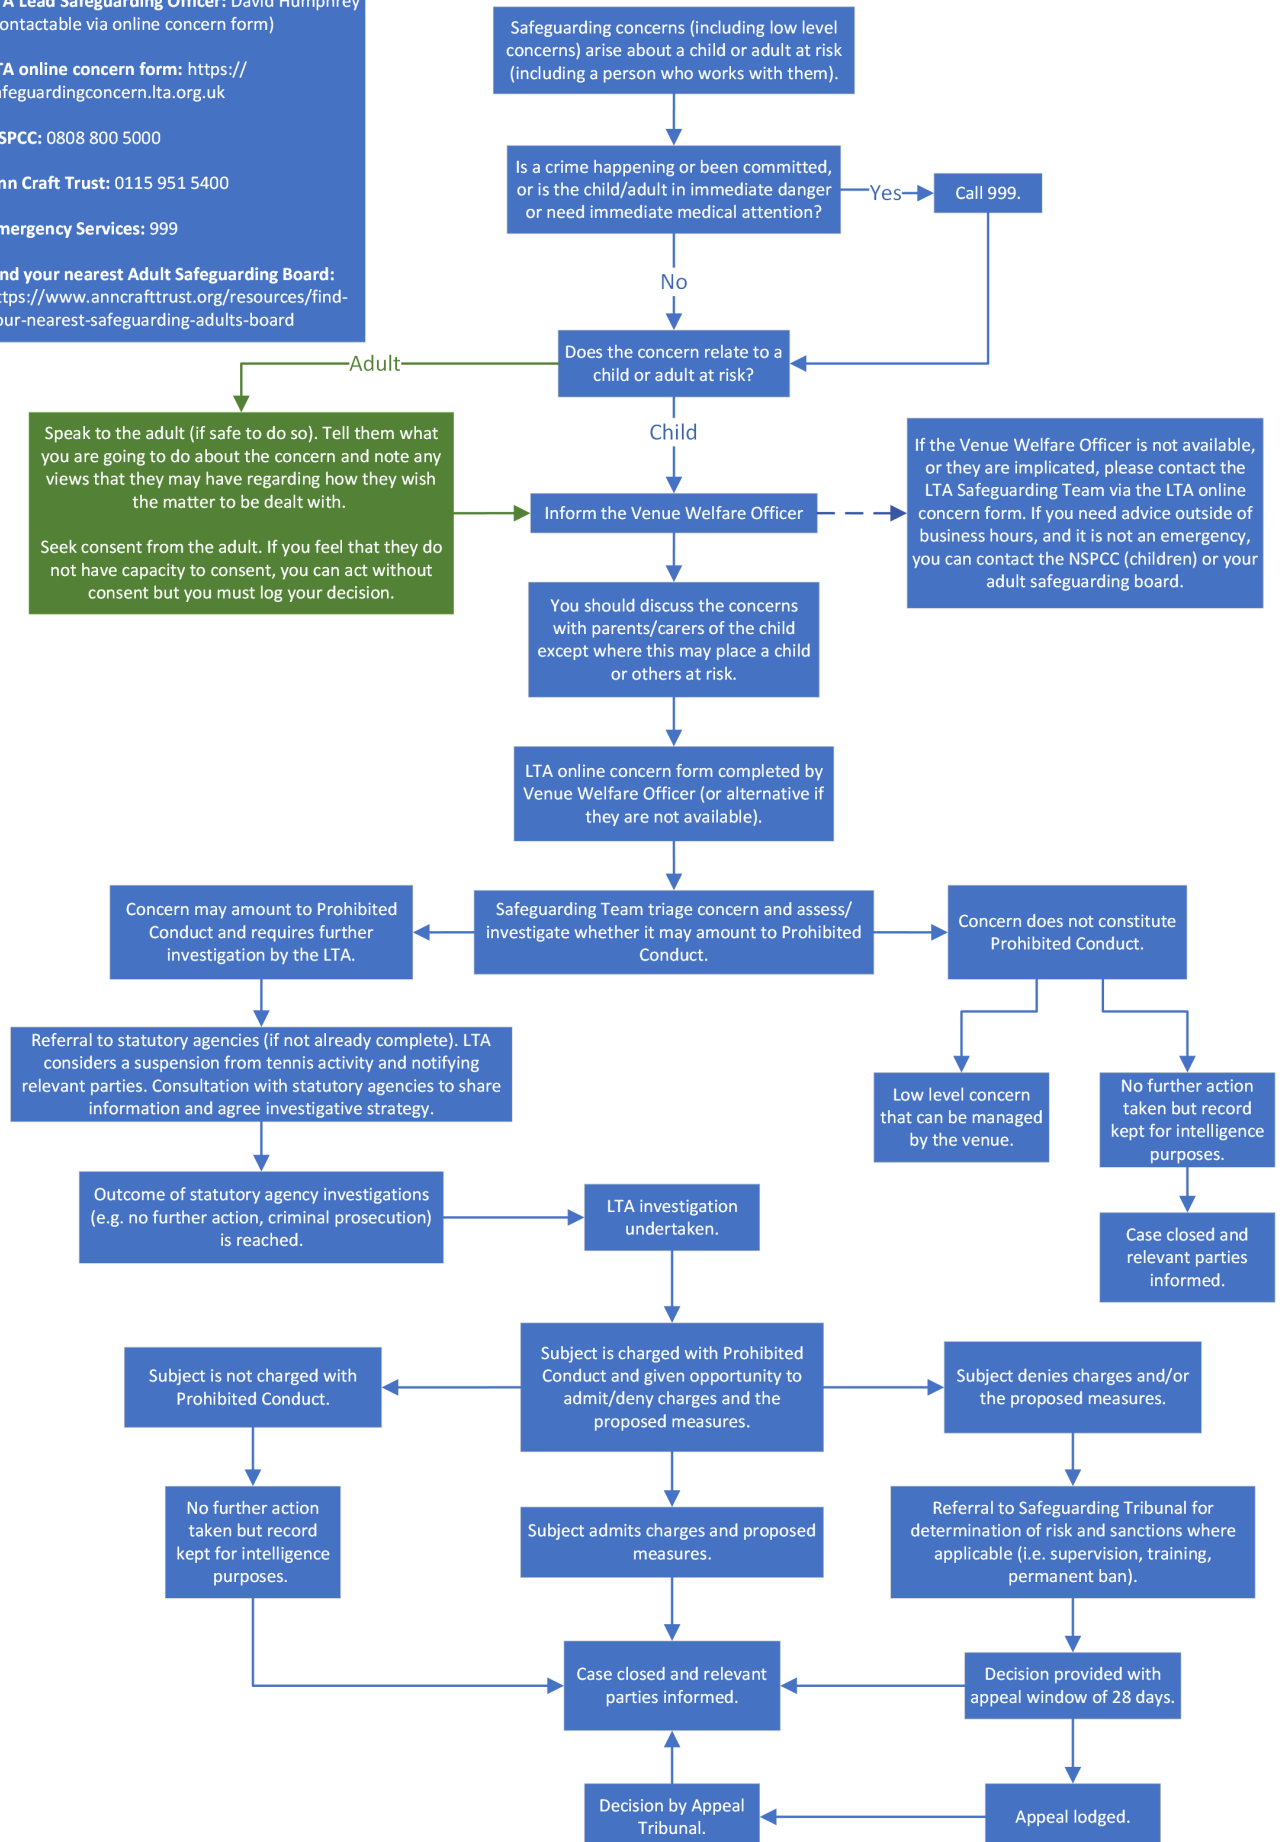 Lead Safeguarding Officer: David Humphrey
via online concern form)
online concern form: https://
afeguardingconcern.lta.org.uk
SPCC: 0808 800 5000
nn Craft Trust: 0115 951 5400
mergency Services: 999
nd your nearest Adult Safeguarding Board:
ttps://www.anncrafttrust.org/resources/find-
our-nearest-safeguarding-adults-board
Safeguarding concerns (including low level
concerns) arise about a child or adult at risk
(including a person who works with them).
Is a crime happening or been committed,
or is the child/adult in immediate danger
or need immediate medical attention?
Yes
Call 999.
No
Does the concern relate to a
child or adult at risk?
Adult
Child
Speak to the adult (if safe to do so). Tell them what
you are going to do about the concern and note any
views that they may have regarding how they wish
the matter to be dealt with.
Seek consent from the adult. If you feel that they do
not have capacity to consent, you can act without
consent but you must log your decision.
Inform the Venue Welfare Officer
If the Venue Welfare Officer is not available,
or they are implicated, please contact the
LTA Safeguarding Team via the LTA online
concern form. If you need advice outside of
business hours, and it is not an emergency,
you can contact the NSPCC (children) or your
adult safeguarding board.
You should discuss the concerns
with parents/carers of the child
except where this may place a child
or others at risk.
LTA online concern form completed by
Venue Welfare Officer (or alternative if
they are not available).
Concern may amount to Prohibited
Conduct and requires further
investigation by the LTA.
Safeguarding Team triage concern and assess/
investigate whether it may amount to Prohibited
Conduct.
Concern does not constitute
Prohibited Conduct.
Referral to statutory agencies (if not already complete). LTA
considers a suspension from tennis activity and notifying
relevant parties. Consultation with statutory agencies to share
information and agree investigative strategy.
Low level concern
that can be managed
by the venue.
No further action
taken but record
kept for intelligence
purposes.
Outcome of statutory agency investigations
(e.g. no further action, criminal prosecution)
is reached.
LTA investigation
undertaken.
Case closed and
relevant parties
informed.
Subject is not charged with
Prohibited Conduct.
Subject is charged with Prohibited
Conduct and given opportunity to
admit/deny charges and the
proposed measures.
Subject denies charges and/or
the proposed measures.
No further action
taken but record
kept for intelligence
purposes.
Subject admits charges and proposed
measures.
Referral to Safeguarding Tribunal for
determination of risk and sanctions where
applicable (i.e. supervision, training,
permanent ban).
Case closed and relevant
parties informed.
Decision provided with
appeal window of 28 days.
Decision by Appeal
Tribunal.
Appeal lodged.